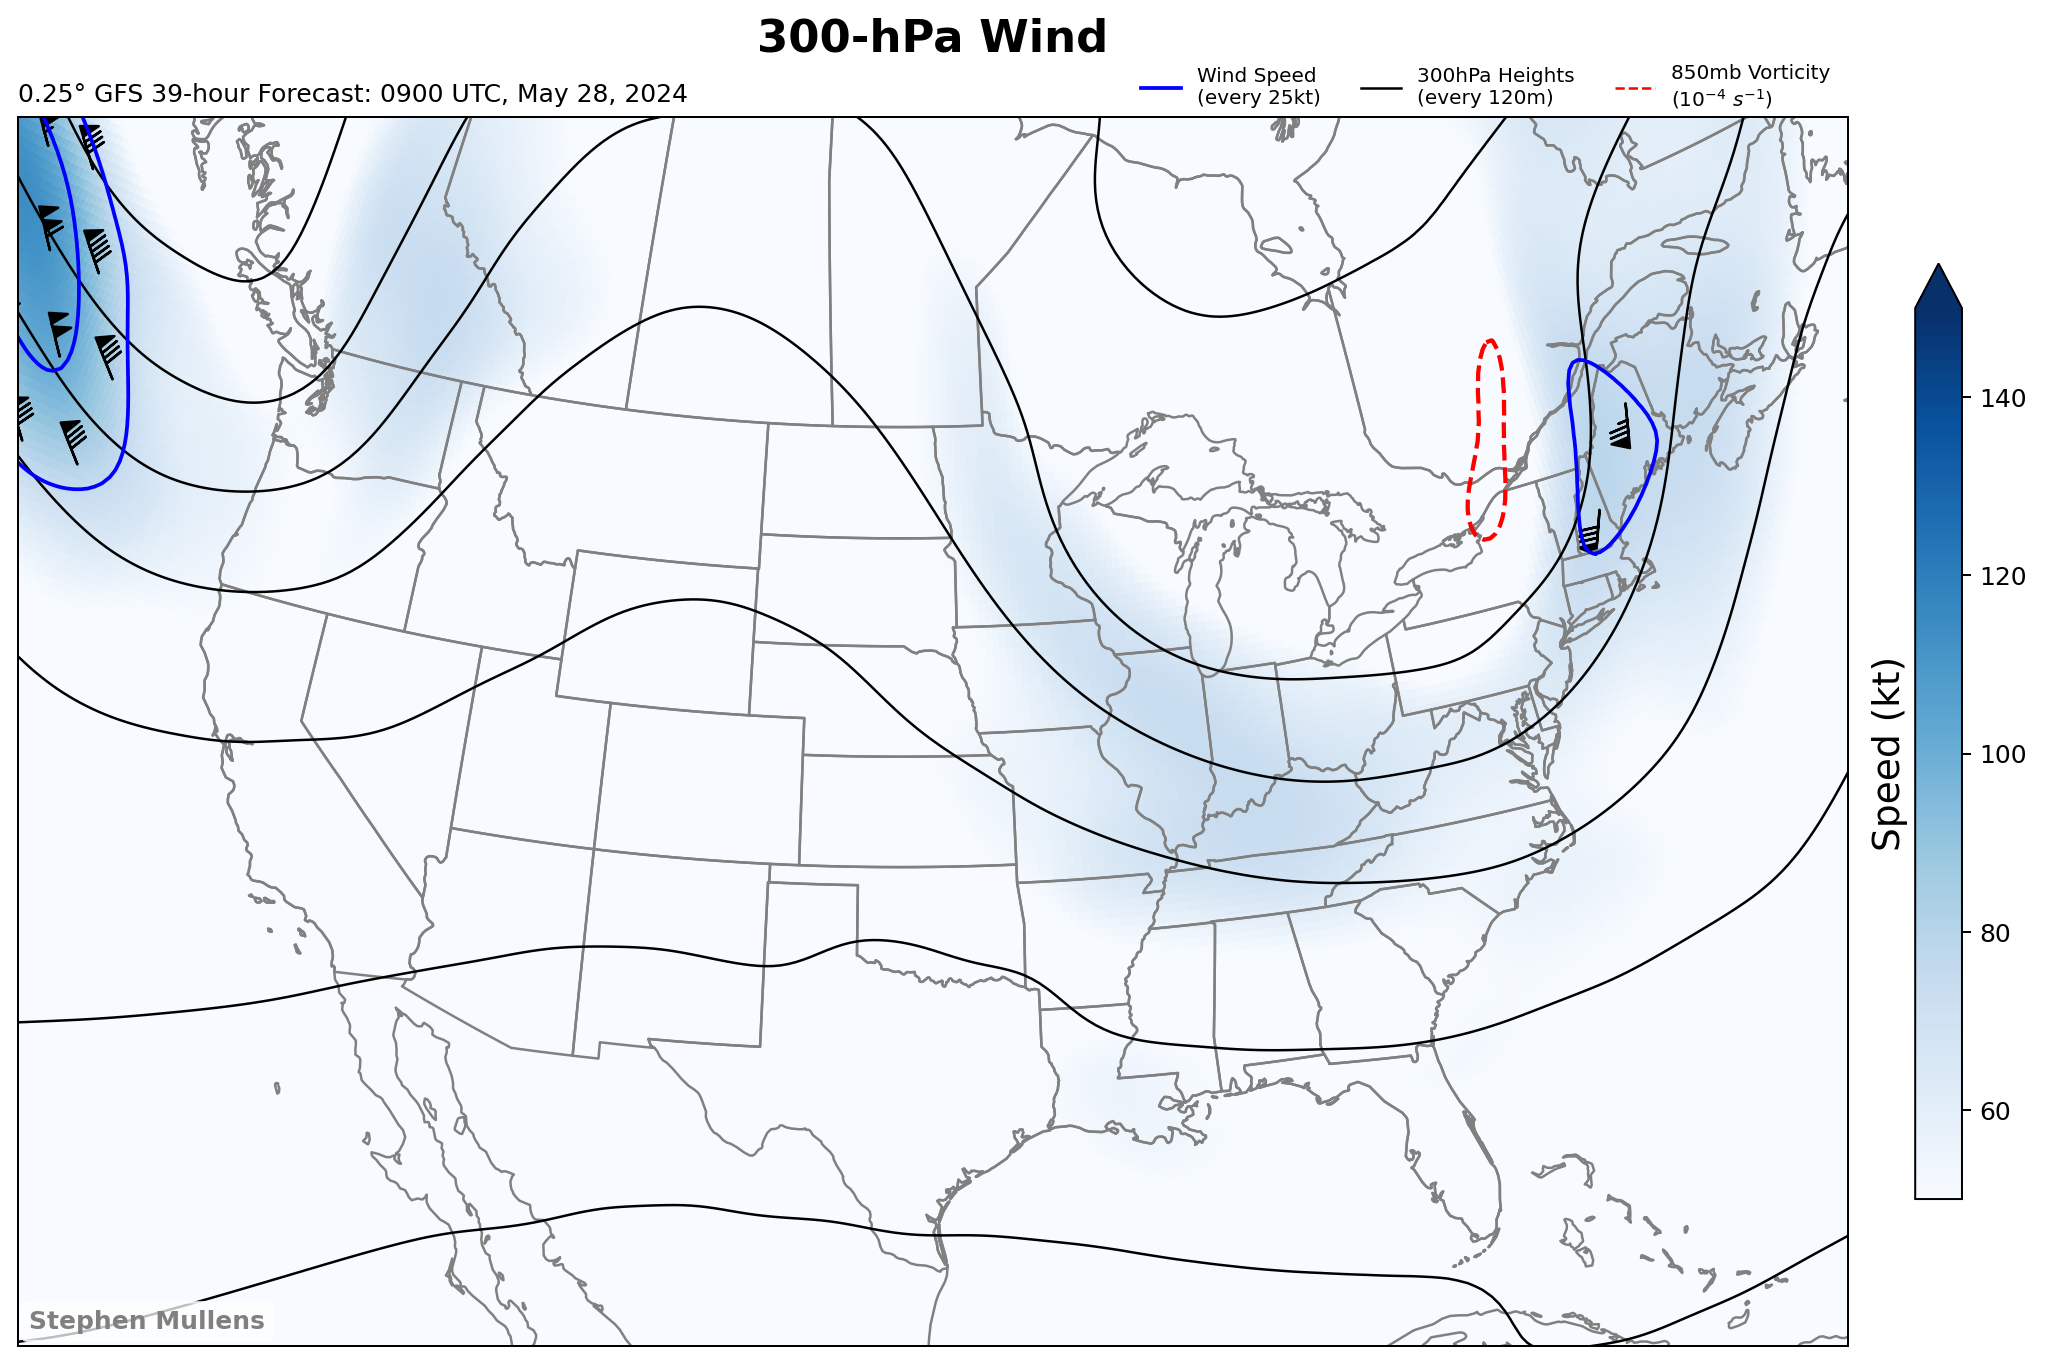 300-hPa Wind
0.25° GFS 39-hour Forecast: 0900 UTC, May 28, 2024
Wind Speed
(every 25kt)
300hPa Heights
(every 120m)
850mb Vorticity
(10⁻⁴ s⁻¹)
140
120
100
80
60
Speed (kt)
Stephen Mullens